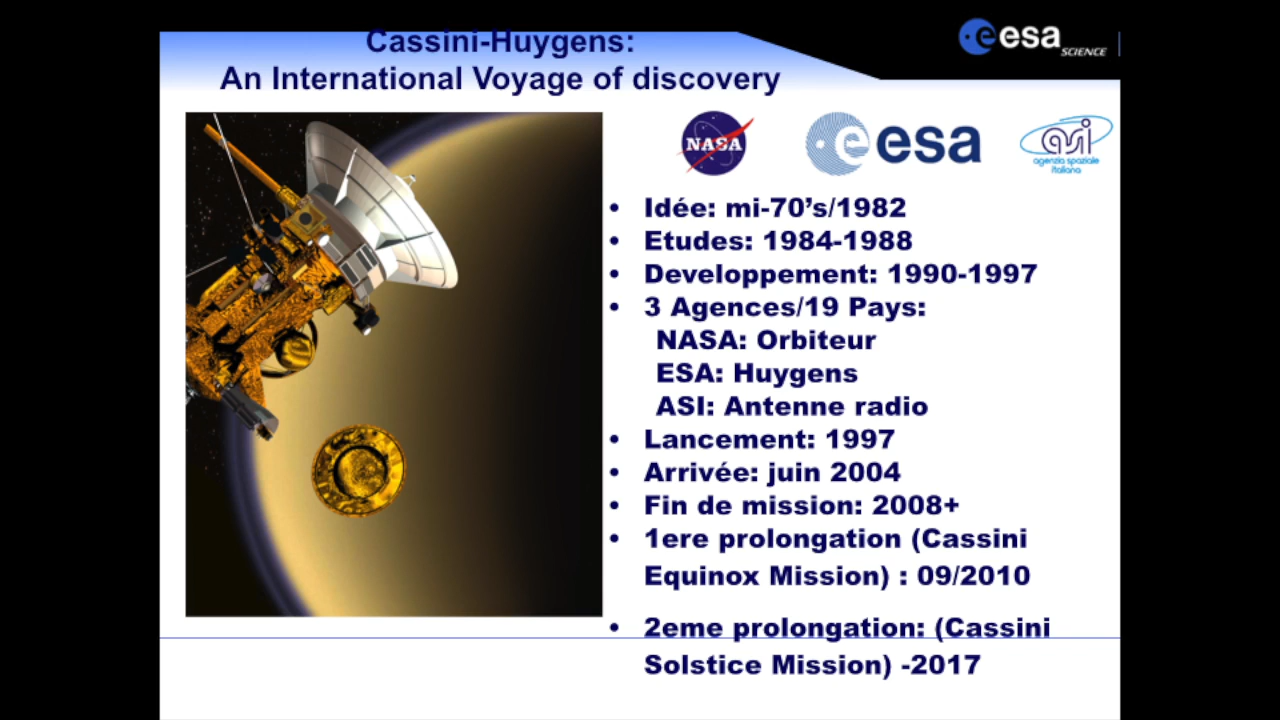 Cassini-Huygens:
An International Voyage of discovery
esa
SCIENCE
NASA
esa
asi
agenzia spaziale
italiana
• Idée: mi-70’s/1982
• Etudes: 1984-1988
• Developpement: 1990-1997
• 3 Agences/19 Pays:
NASA: Orbiteur
ESA: Huygens
ASI: Antenne radio
• Lancement: 1997
• Arrivée: juin 2004
• Fin de mission: 2008+
• 1ere prolongation (Cassini
Equinox Mission) : 09/2010
• 2eme prolongation: (Cassini
Solstice Mission) -2017